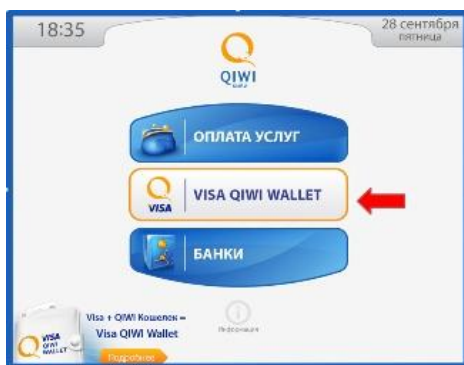 18:35
28 сентября
пятница
QIWI
ОПЛАТА УСЛУГ
VISA
VISA QIWI WALLET
БАНКИ
Visa + QIWI Кошелек =
Visa QIWI Wallet
VISA
QIWI
WALLET
Информация
Подробнее